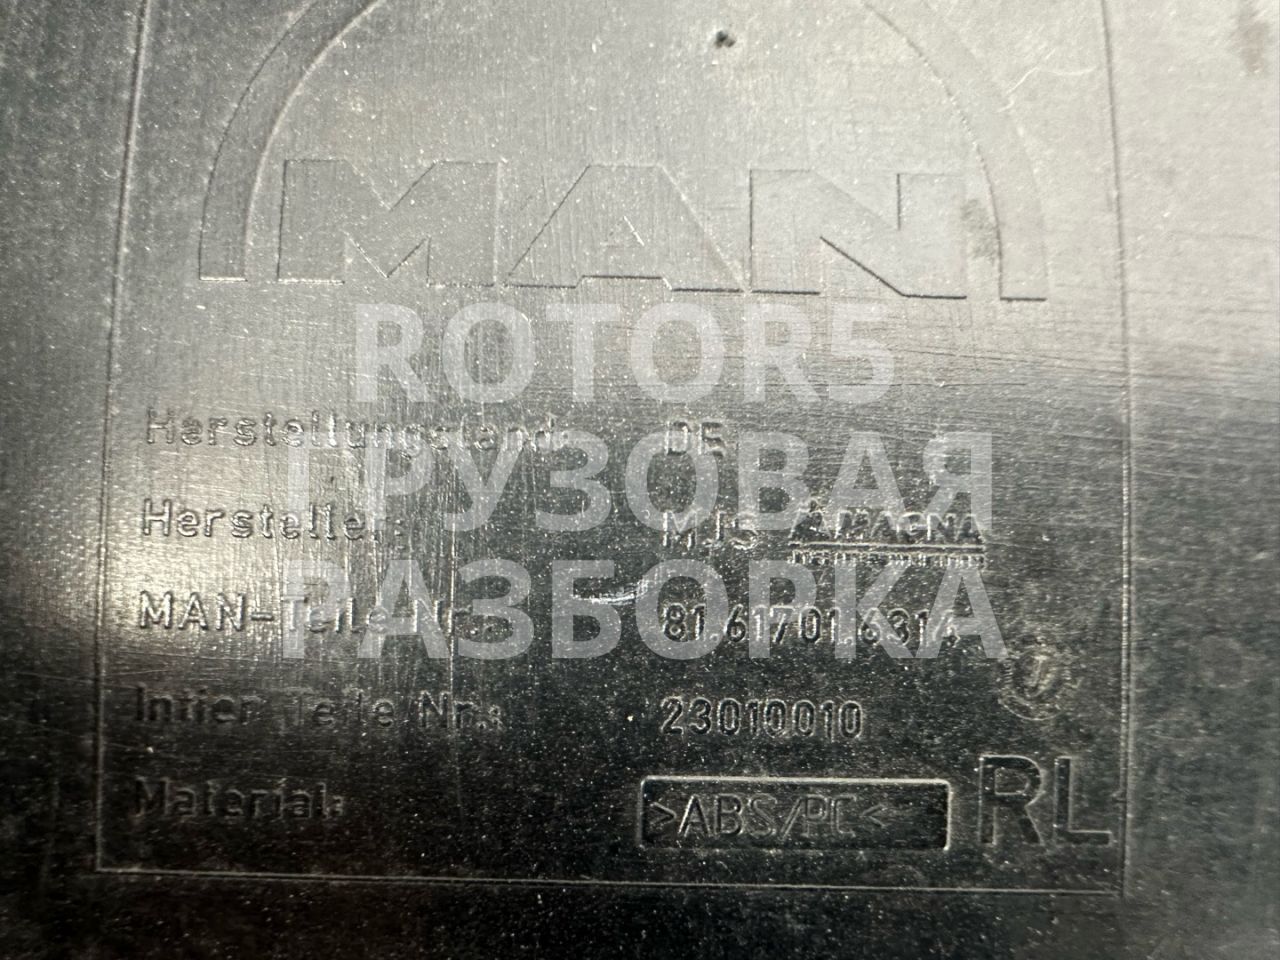 MAN
ROTOR5
Herstellungsland: DE
ГРУЗОВАЯ
Hersteller: MJS MAGNA
РАЗБОРКА
MAN-Teile Nr.: 81.61701.6314
Intier Teile Nr.: 23010010
Material: >ABS/PC<
RL